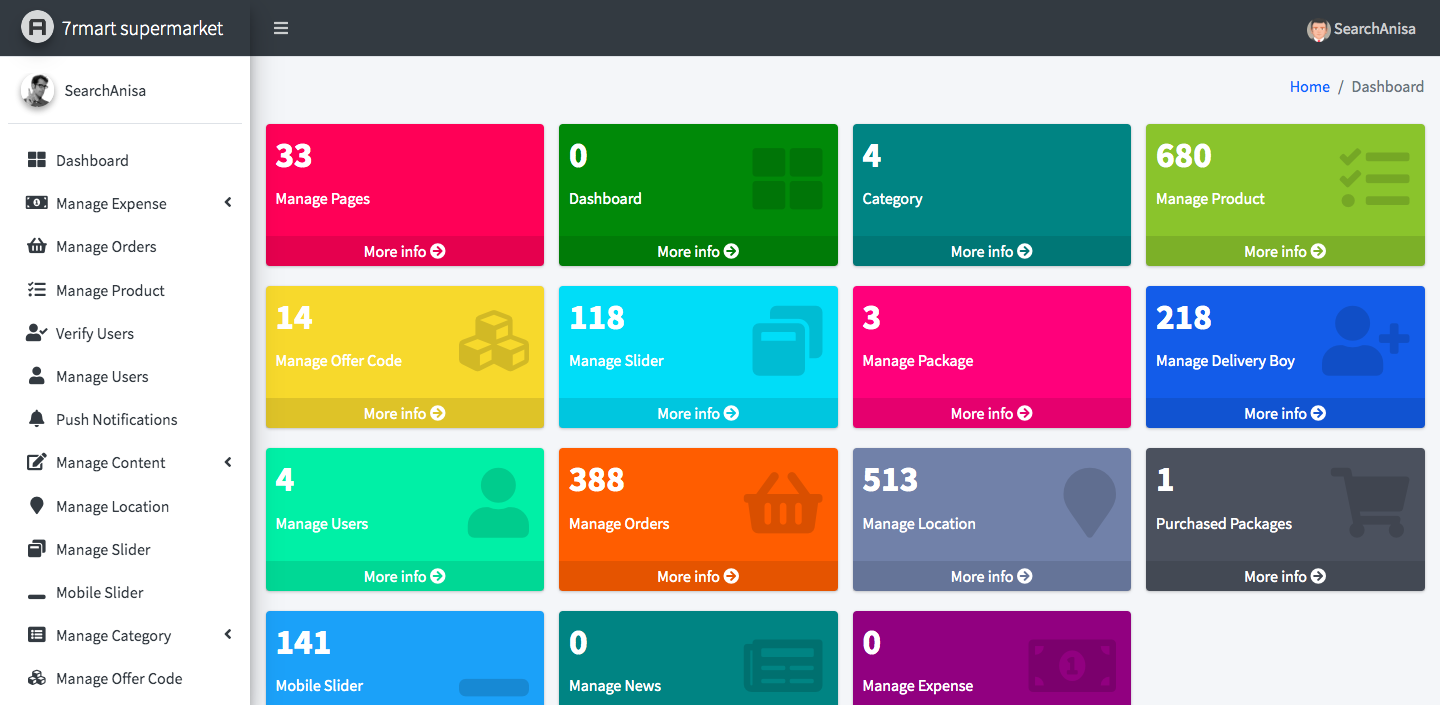 7rmart supermarket
SearchAnisa
SearchAnisa
Home / Dashboard
Dashboard
Manage Expense
Manage Orders
Manage Product
Verify Users
Manage Users
Push Notifications
Manage Content
Manage Location
Manage Slider
Mobile Slider
Manage Category
Manage Offer Code
33
Manage Pages
More info
0
Dashboard
More info
4
Category
More info
680
Manage Product
More info
14
Manage Offer Code
More info
118
Manage Slider
More info
3
Manage Package
More info
218
Manage Delivery Boy
More info
4
Manage Users
More info
388
Manage Orders
More info
513
Manage Location
More info
1
Purchased Packages
More info
141
Mobile Slider
0
Manage News
0
Manage Expense